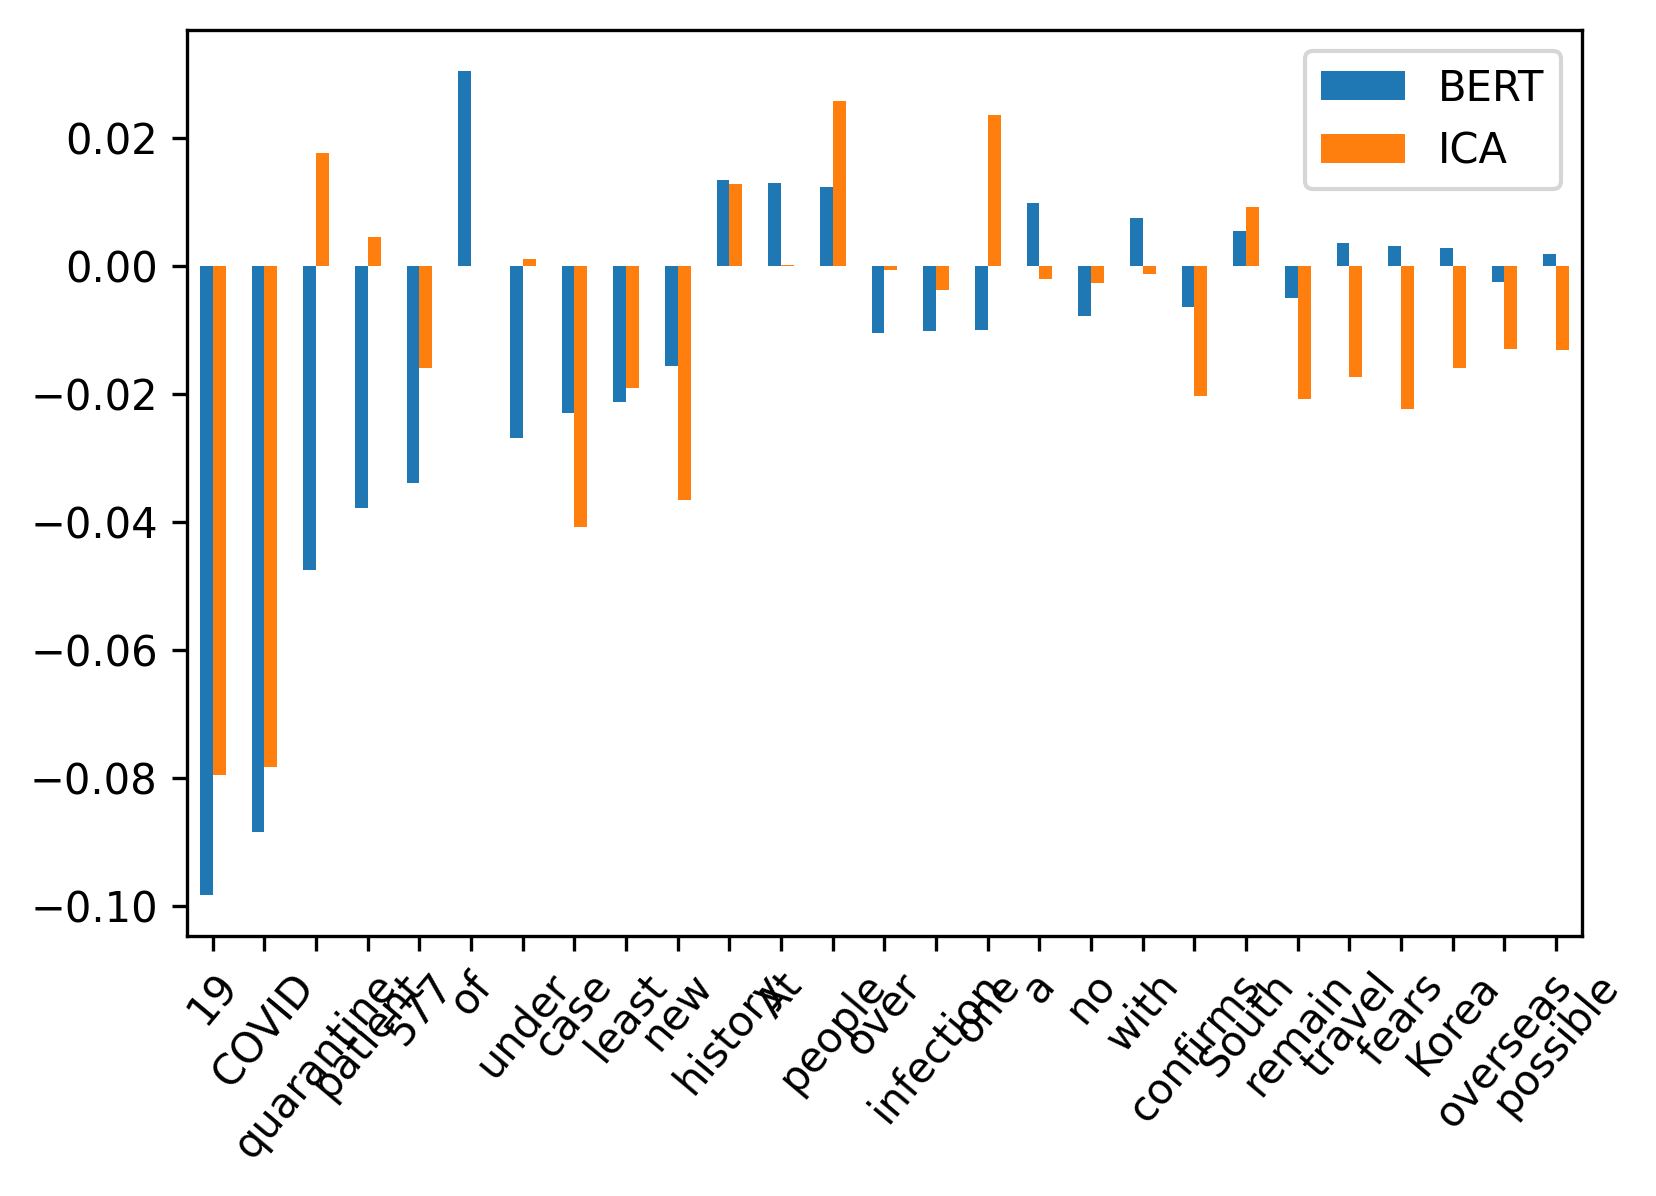 BERT
ICA
0.02
0.00
−0.02
−0.04
−0.06
−0.08
−0.10
19
COVID
quarantine
patient
577
of
under
case
least
new
history
At
people
over
infection
one
a
no
with
confirms
South
remain
travel
fears
Korea
overseas
possible